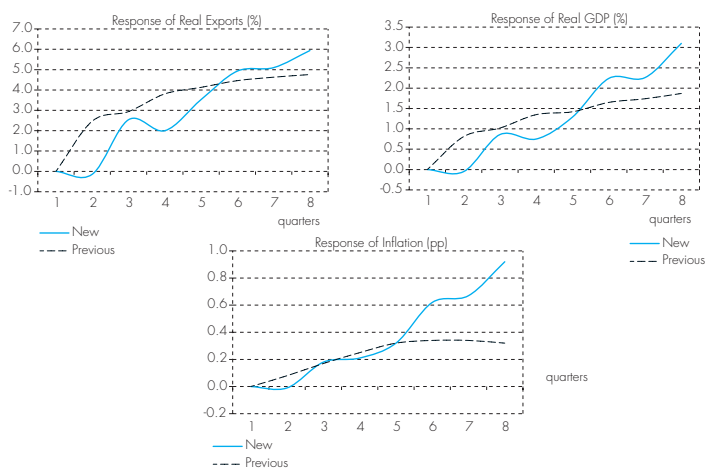 Response of Real Exports (%)
7.0
6.0
5.0
4.0
3.0
2.0
1.0
0.0
-1.0
1 2 3 4 5 6 7 8
quarters
New
Previous
Response of Real GDP (%)
3.5
3.0
2.5
2.0
1.5
1.0
0.5
0.0
-0.5
1 2 3 4 5 6 7 8
quarters
New
Previous
Response of Inflation (pp)
1.0
0.8
0.6
0.4
0.2
0.0
-0.2
1 2 3 4 5 6 7 8
quarters
New
Previous